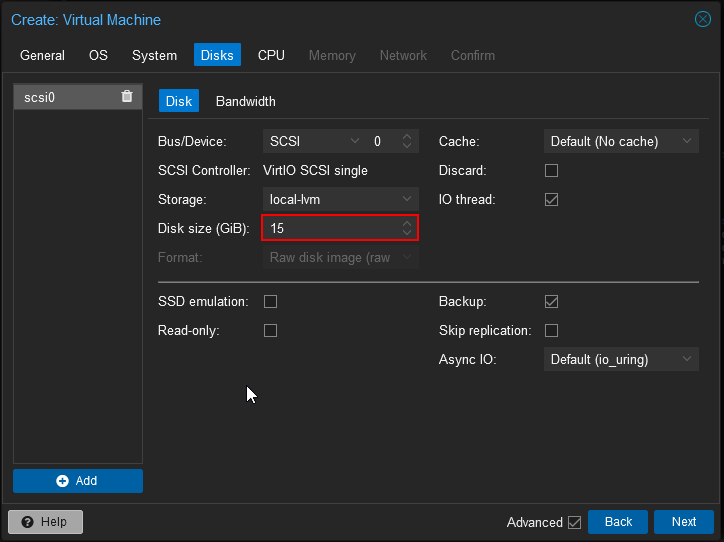 Create: Virtual Machine
General OS System Disks CPU Memory Network Confirm
scsi0
Disk Bandwidth
Bus/Device: SCSI 0 Cache: Default (No cache)
SCSI Controller: VirtIO SCSI single Discard:
Storage: local-lvm IO thread:
Disk size (GiB): 15
Format: Raw disk image (raw
SSD emulation: Backup:
Read-only: Skip replication:
Async IO: Default (io_uring)
Add
Help Advanced Back Next